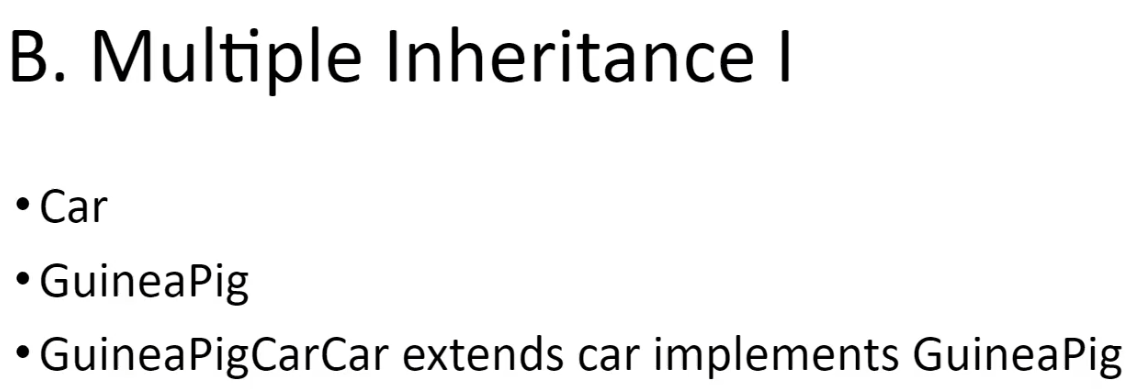 B. Multiple Inheritance I
• Car
• GuineaPig
• GuineaPigCarCar extends car implements GuineaPig